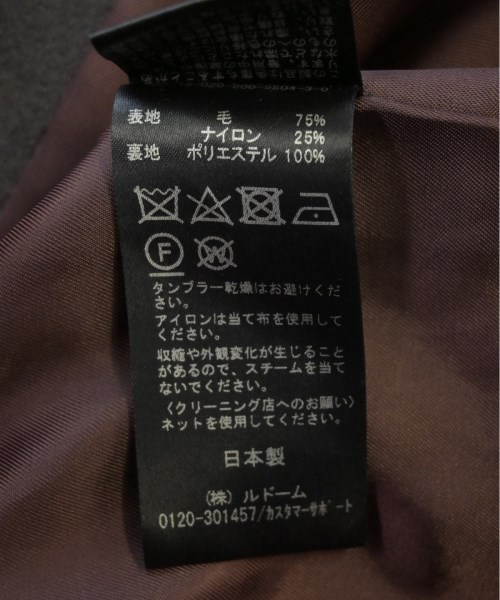 表地 毛 75%
ナイロン 25%
裏地 ポリエステル 100%
F
W
タンブラー乾燥はお避けくだ
さい。
アイロンは当て布を使用して
ください。
収縮や外観変化が生じること
があるので、スチームを当て
ないでください。
〈クリーニング店へのお願い〉
ネットを使用してください。
日本製
(株) ルドーム
0120-301457/カスタマーサポート